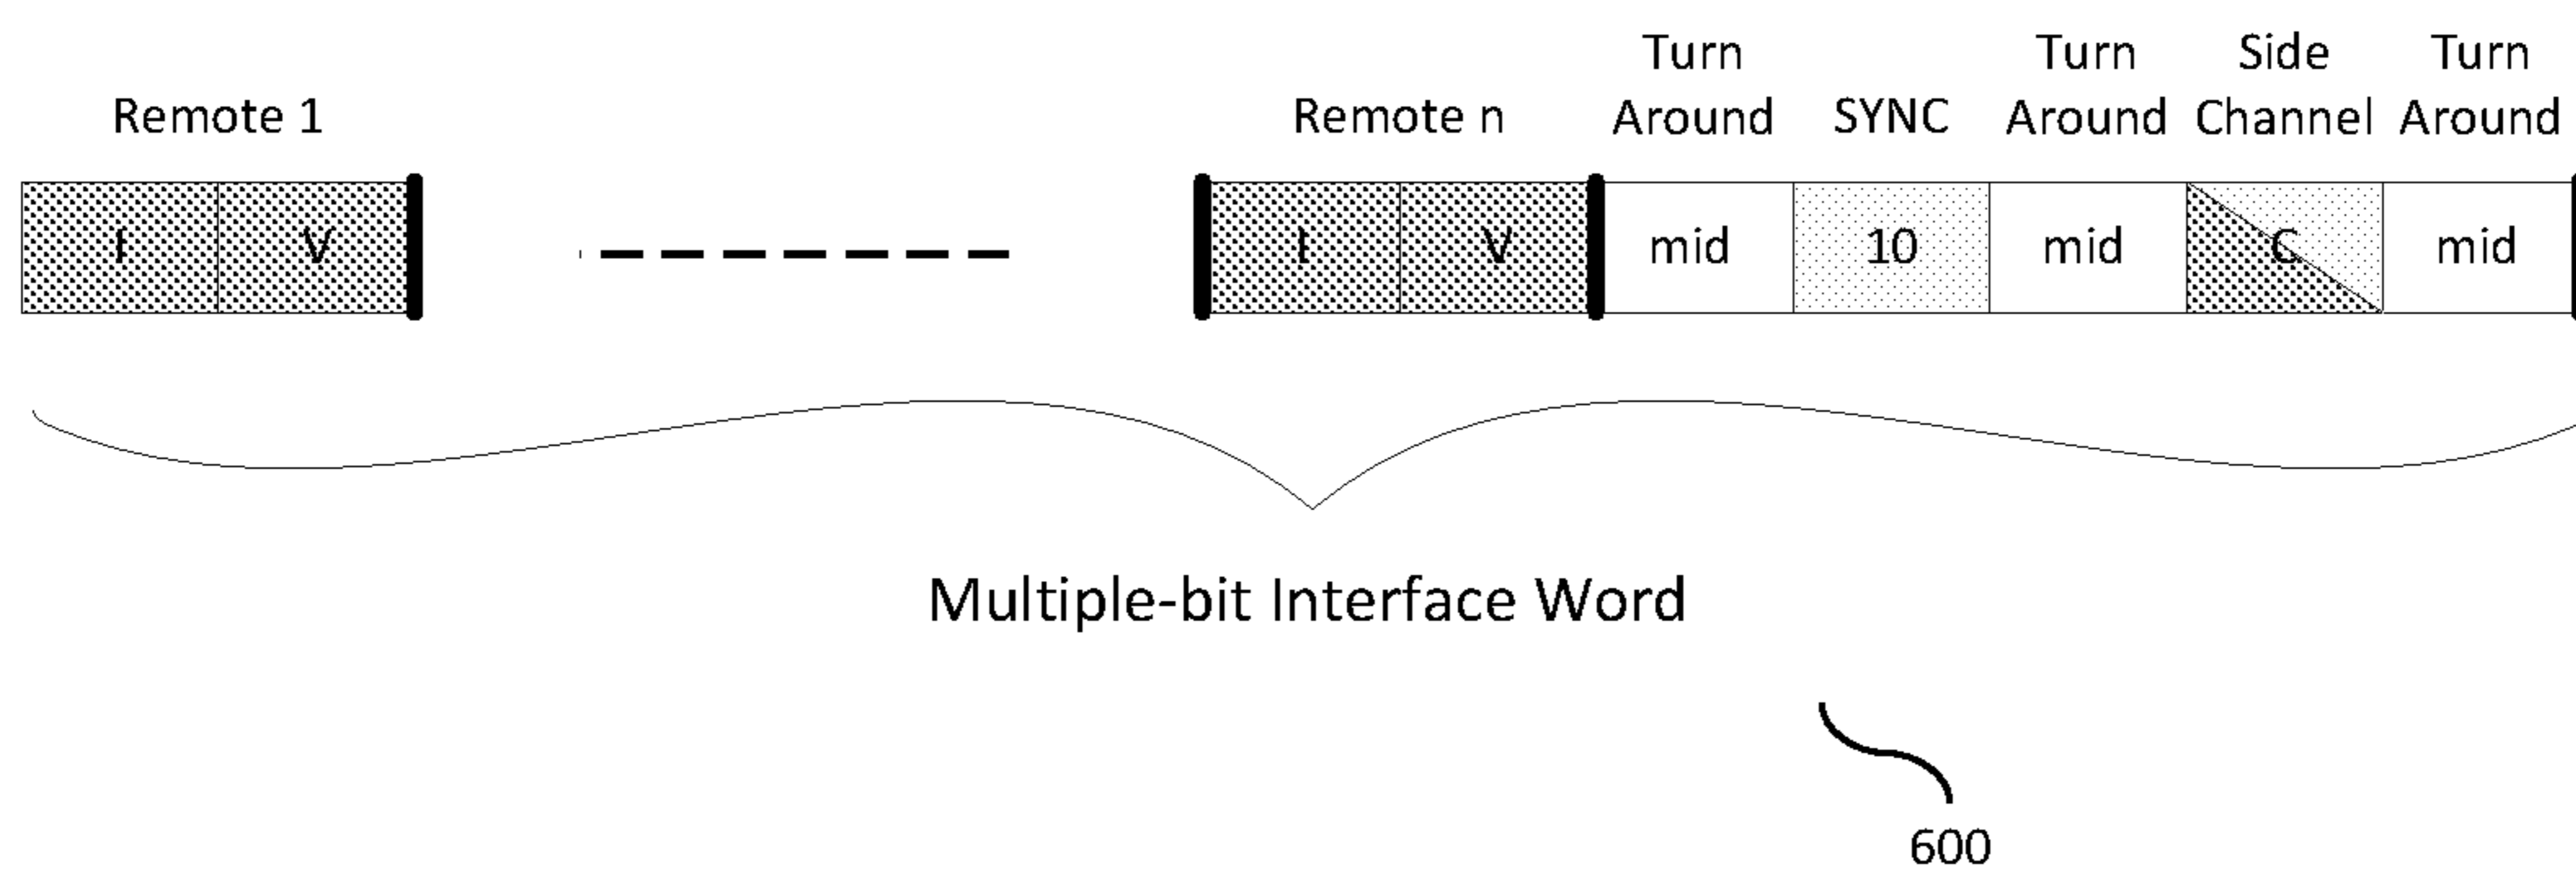 Remote 1
Remote n
Turn
Around
SYNC
Turn
Around
Side
Channel
Turn
Around
I
V
I
V
mid
10
mid
C
mid
Multiple-bit Interface Word
600